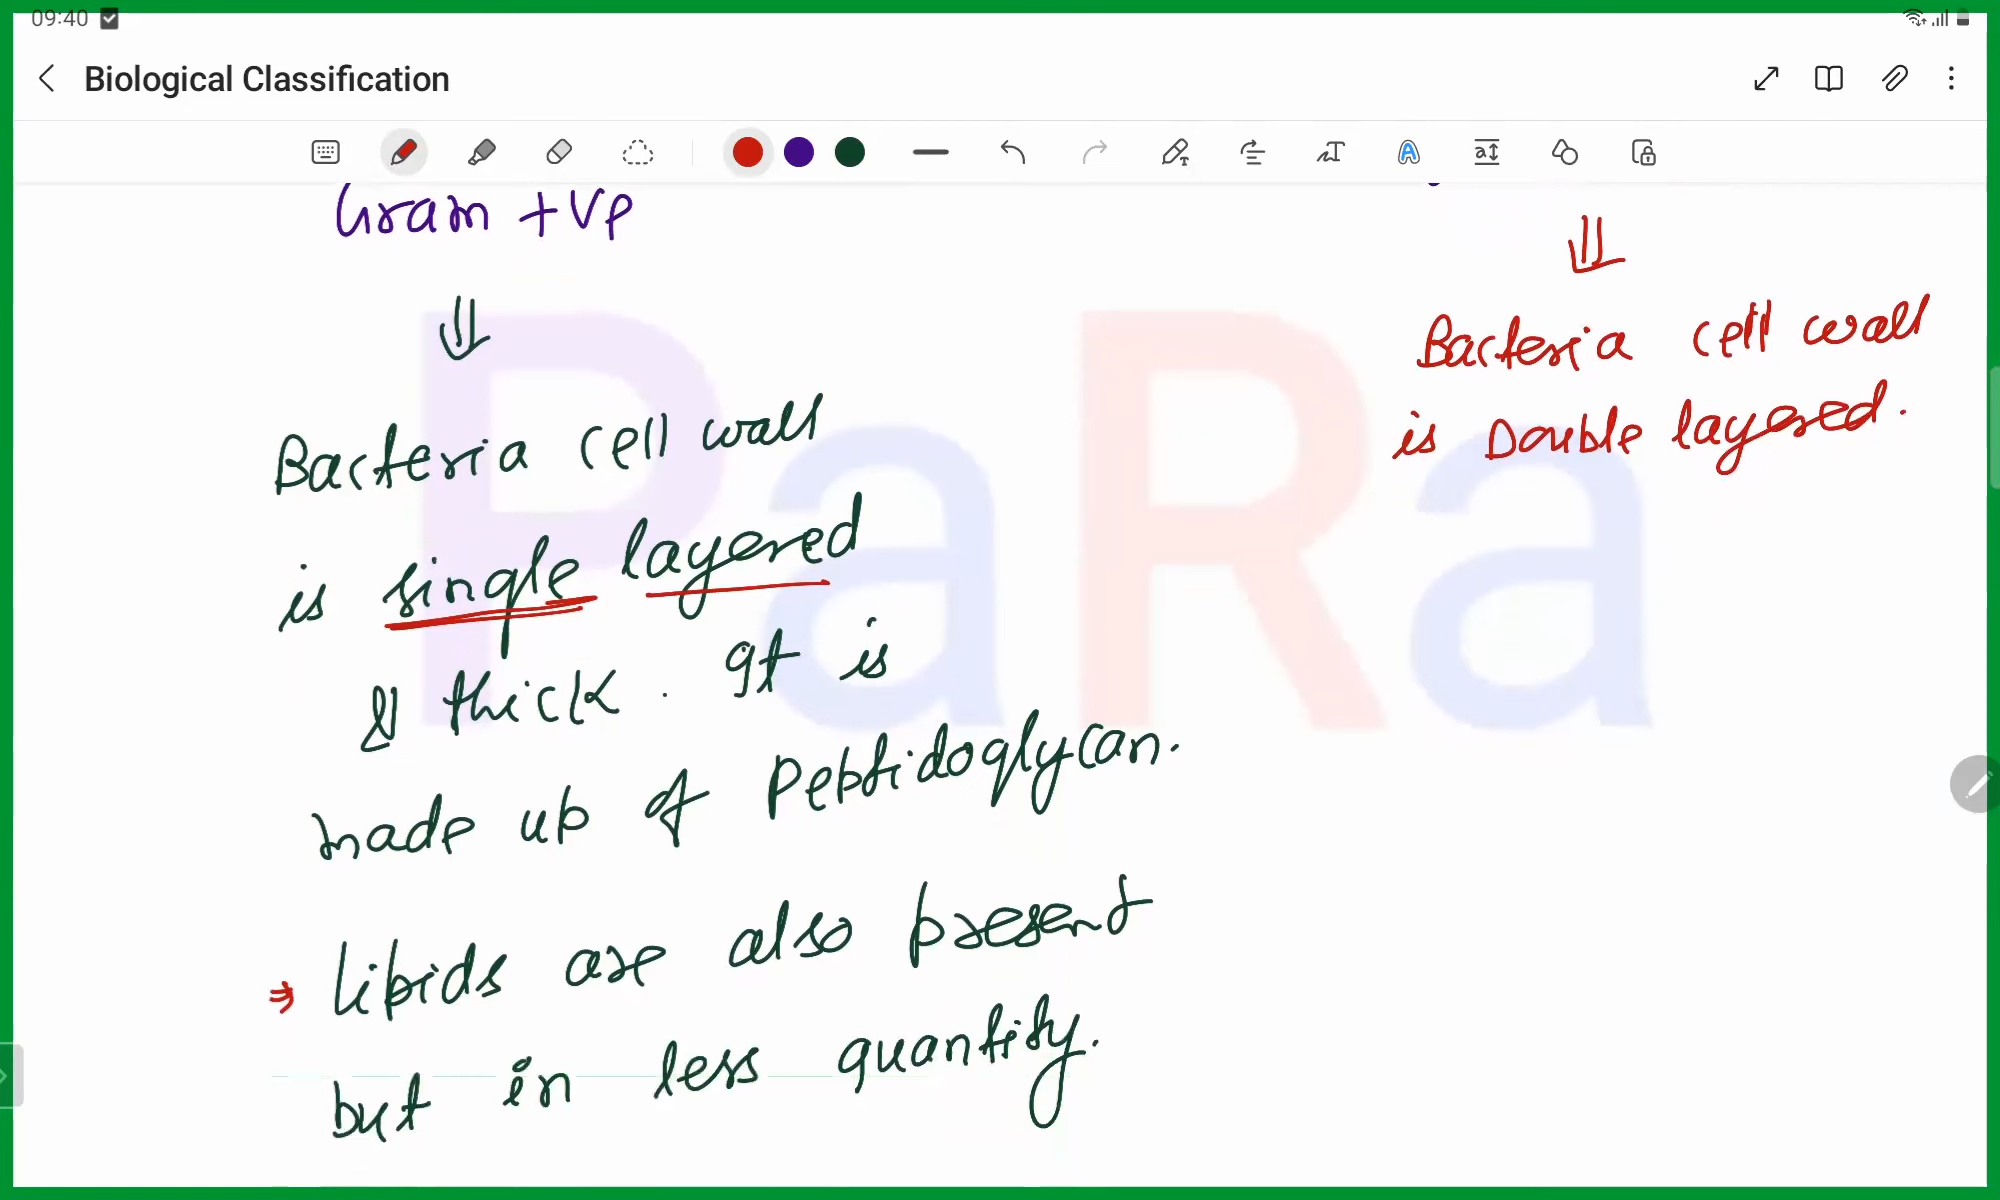 09:40
Biological Classification
Gram +ve
Bacteria cell wall
is single layered
& thick. It is
made up of Peptidoglycan.
⇒ lipids are also present
but in less quantity.
⇓
Bacteria cell wall
is Double layered.
PaRa